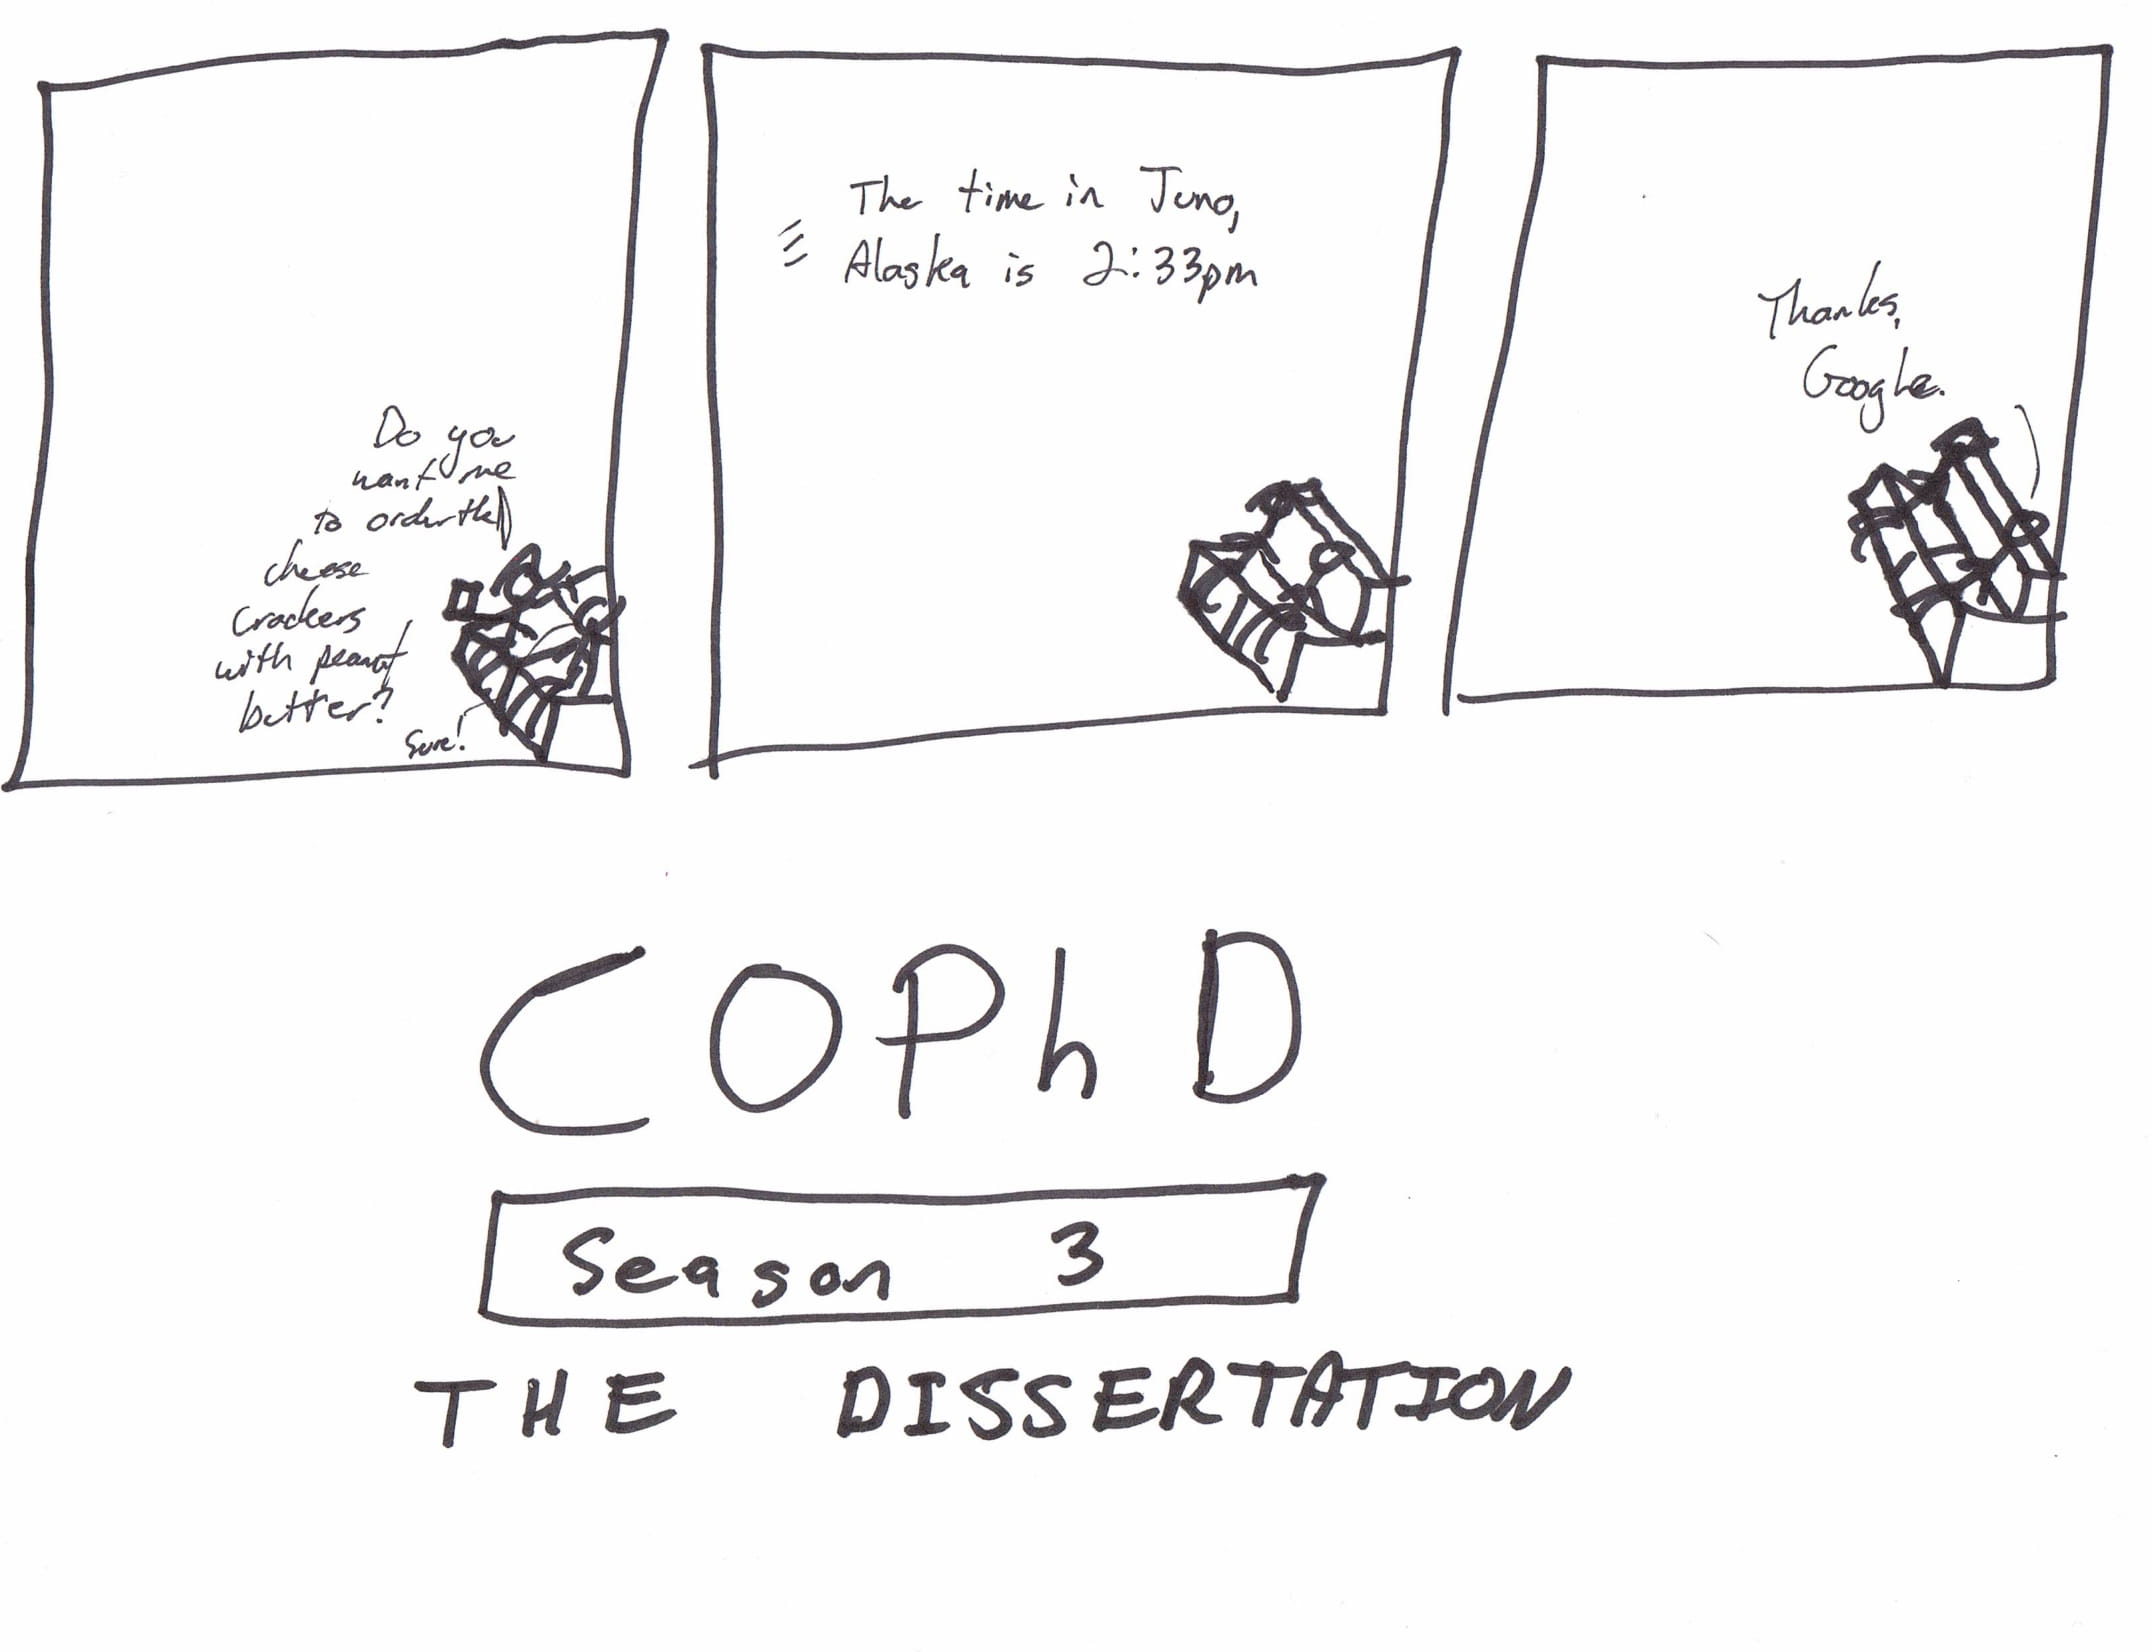 Do you
want me
to order the
cheese
crackers
with peanut
butter?
Sure!
The time in Juno,
Alaska is 2:33pm
Thanks,
Google.
COPhD
Season 3
THE DISSERTATION